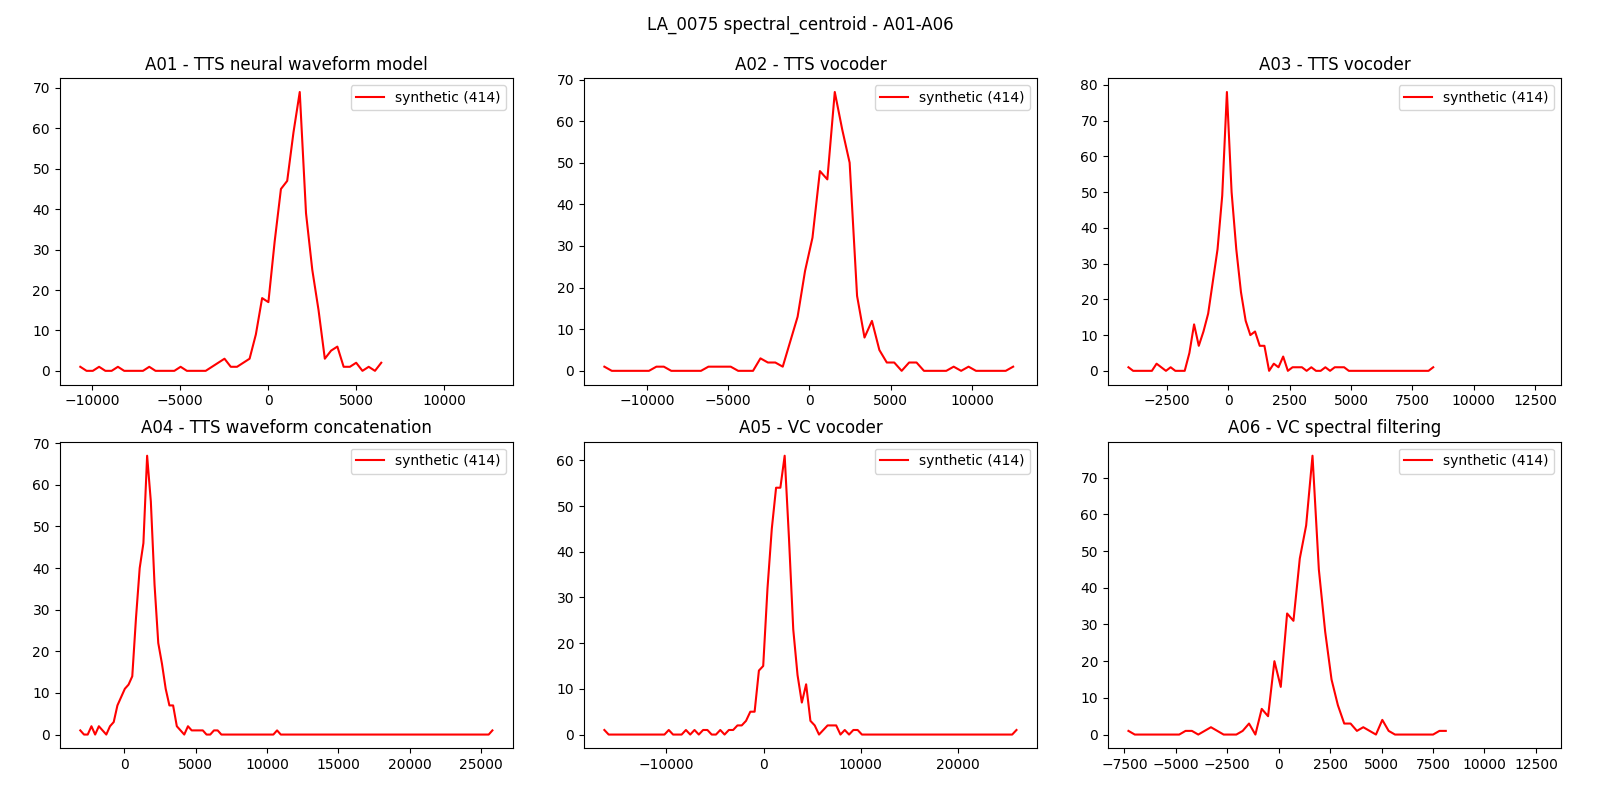 LA_0075 spectral_centroid - A01-A06
A01 - TTS neural waveform model
synthetic (414)
70
60
50
40
30
20
10
0
−10000 −5000 0 5000 10000
A02 - TTS vocoder
synthetic (414)
70
60
50
40
30
20
10
0
−10000 −5000 0 5000 10000
A03 - TTS vocoder
synthetic (414)
80
70
60
50
40
30
20
10
0
−2500 0 2500 5000 7500 10000 12500
A04 - TTS waveform concatenation
synthetic (414)
70
60
50
40
30
20
10
0
0 5000 10000 15000 20000 25000
A05 - VC vocoder
synthetic (414)
60
50
40
30
20
10
0
−10000 0 10000 20000
A06 - VC spectral filtering
synthetic (414)
70
60
50
40
30
20
10
0
−7500 −5000 −2500 0 2500 5000 7500 10000 12500